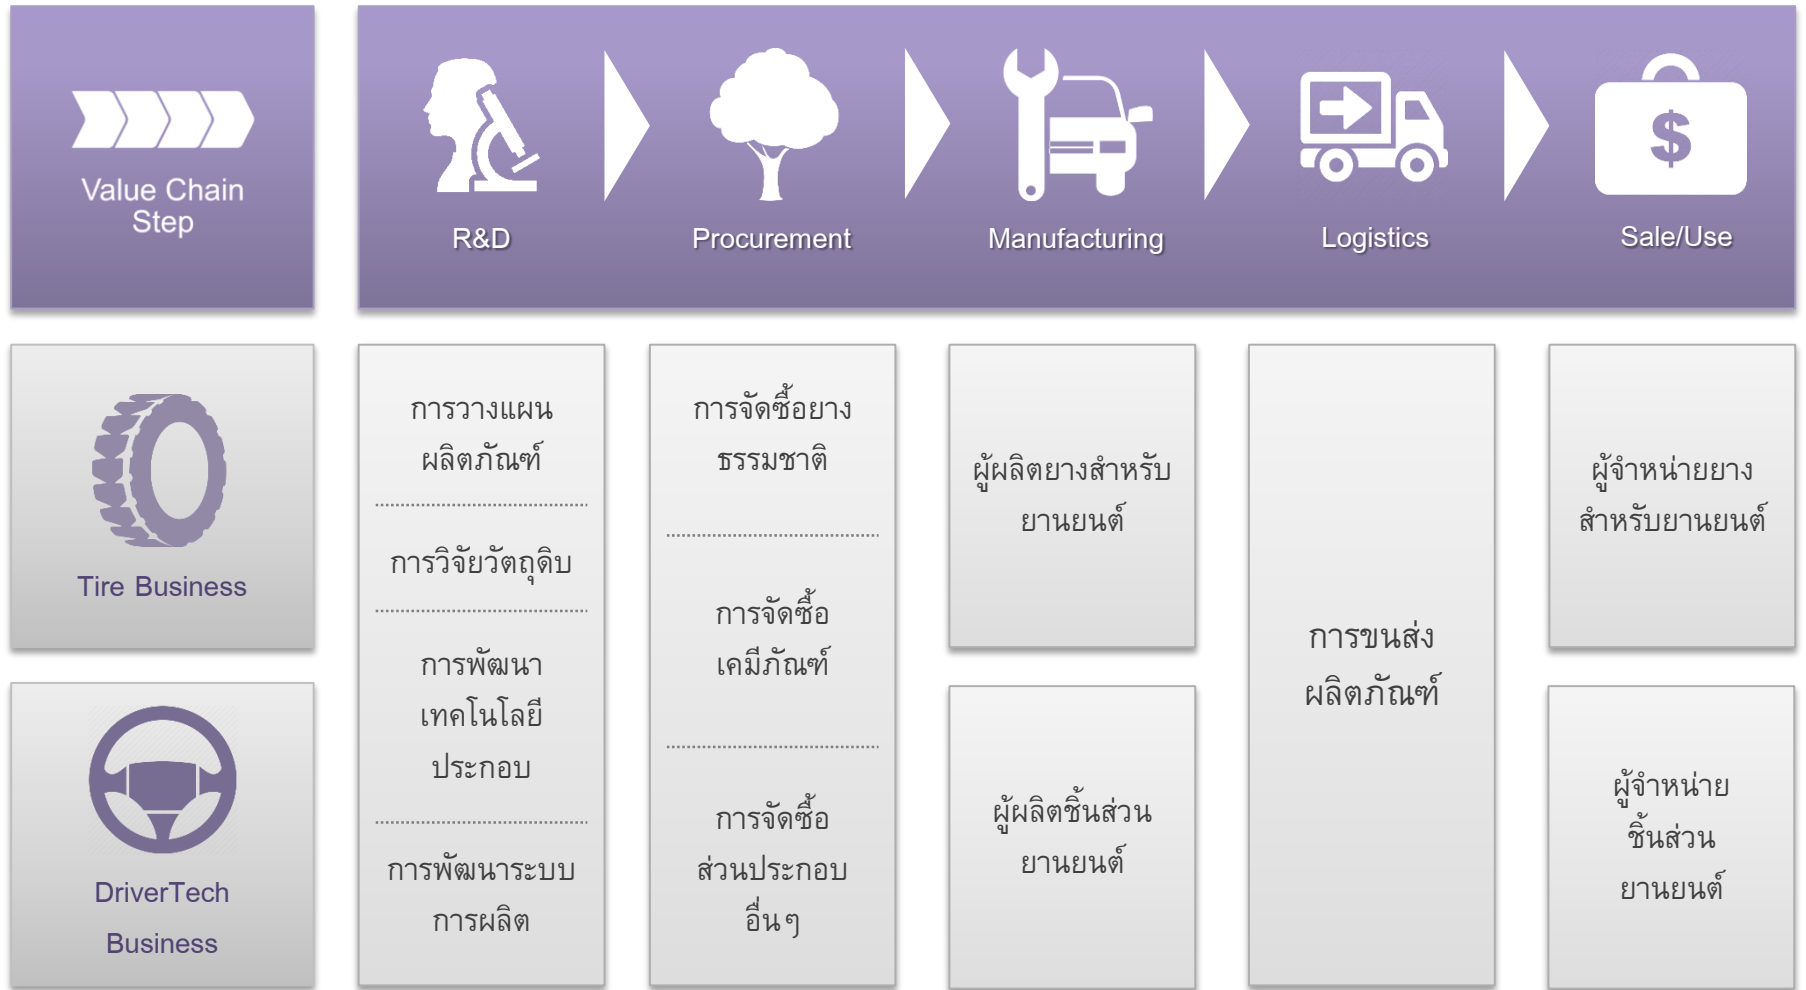 Value Chain
Step
R&D
Procurement
Manufacturing
Logistics
$
Sale/Use
Tire Business
DriverTech
Business
การวางแผน
ผลิตภัณฑ์
การวิจัยวัตถุดิบ
การพัฒนา
เทคโนโลยี
ประกอบ
การพัฒนาระบบ
การผลิต
การจัดซื้อยาง
ธรรมชาติ
การจัดซื้อ
เคมีภัณฑ์
การจัดซื้อ
ส่วนประกอบ
อื่นๆ
ผู้ผลิตยางสำหรับ
ยานยนต์
ผู้ผลิตชิ้นส่วน
ยานยนต์
การขนส่ง
ผลิตภัณฑ์
ผู้จำหน่ายยาง
สำหรับยานยนต์
ผู้จำหน่าย
ชิ้นส่วน
ยานยนต์